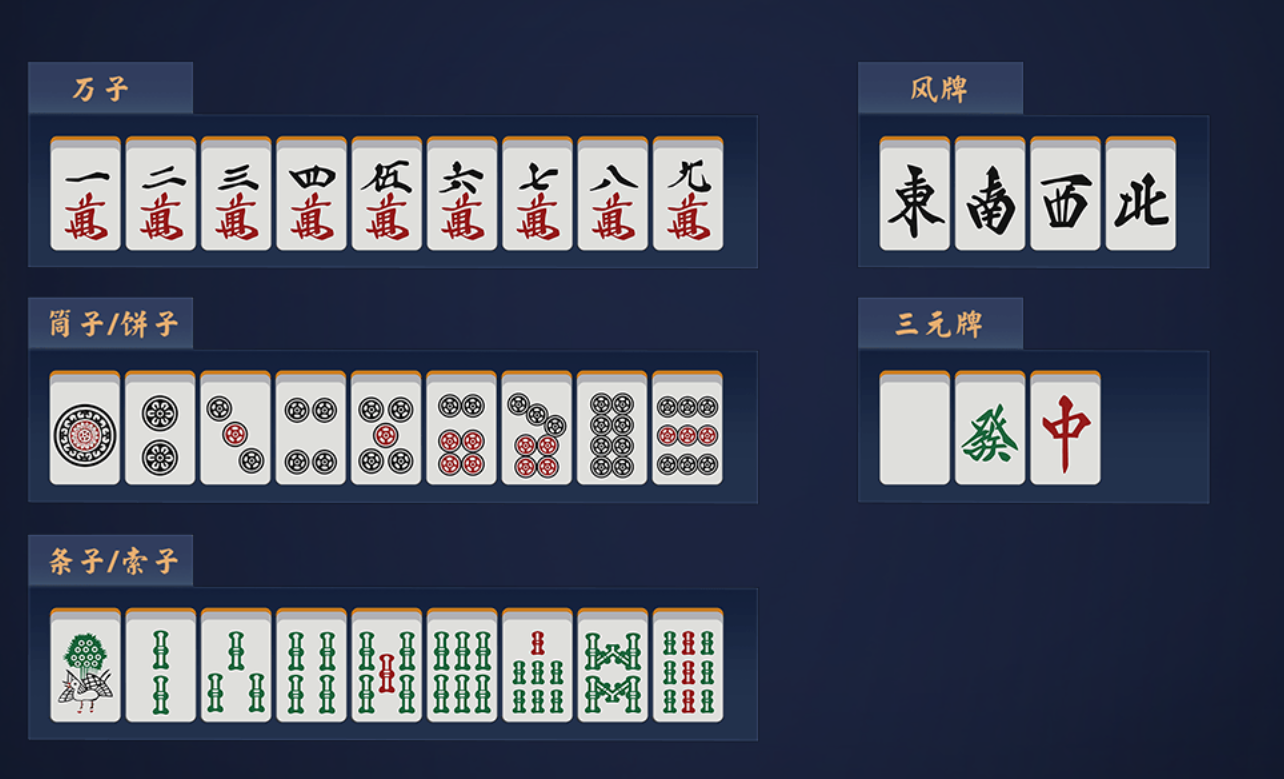 万子
一 二 三 四 伍 六 七 八 九
萬 萬 萬 萬 萬 萬 萬 萬 萬
风牌
東 南 西 北
筒子/饼子
三元牌
發 中
条子/索子